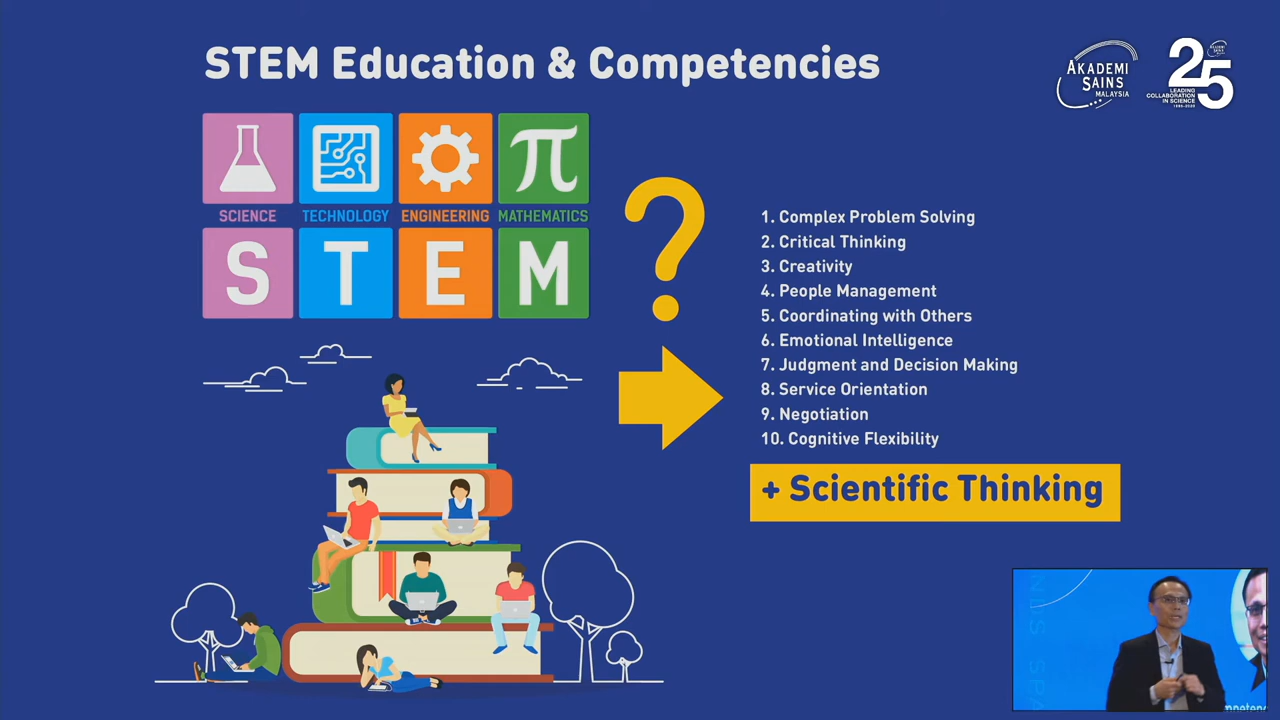 STEM Education & Competencies
AKADEMI
SAINS
MALAYSIA
25
LEADING
COLLABORATION
IN SCIENCE
1995-2020
SCIENCE
TECHNOLOGY
ENGINEERING
MATHEMATICS
π
S T E M
?
1. Complex Problem Solving
2. Critical Thinking
3. Creativity
4. People Management
5. Coordinating with Others
6. Emotional Intelligence
7. Judgment and Decision Making
8. Service Orientation
9. Negotiation
10. Cognitive Flexibility
+ Scientific Thinking